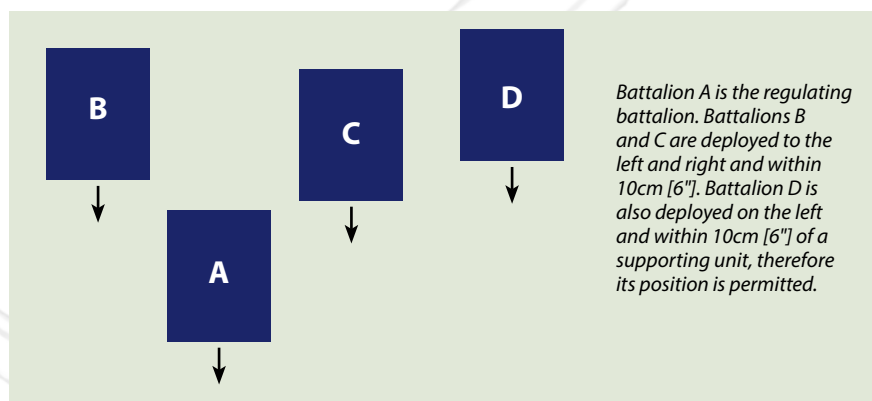 B
C
D
A
Battalion A is the regulating
battalion. Battalions B
and C are deployed to the
left and right and within
10cm [6"]. Battalion D is
also deployed on the left
and within 10cm [6"] of a
supporting unit, therefore
its position is permitted.